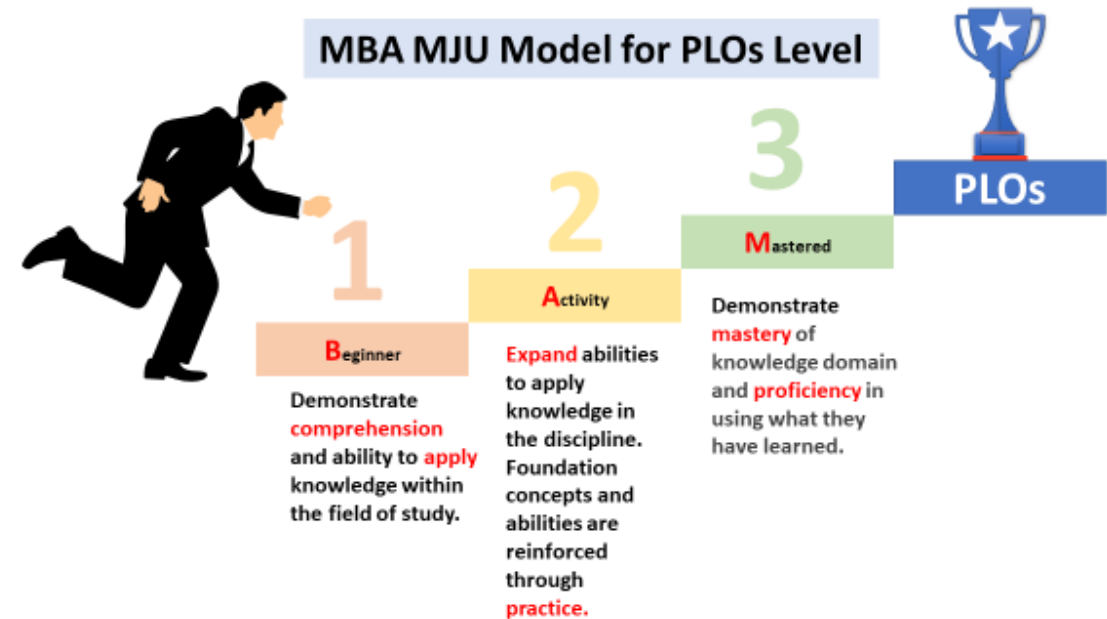 MBA MJU Model for PLOs Level
1
Beginner
Demonstrate
comprehension
and ability to apply
knowledge within
the field of study.
2
Activity
Expand abilities
to apply
knowledge in
the discipline.
Foundation
concepts and
abilities are
reinforced
through
practice.
3
Mastered
Demonstrate
mastery of
knowledge domain
and proficiency in
using what they
have learned.
PLOs